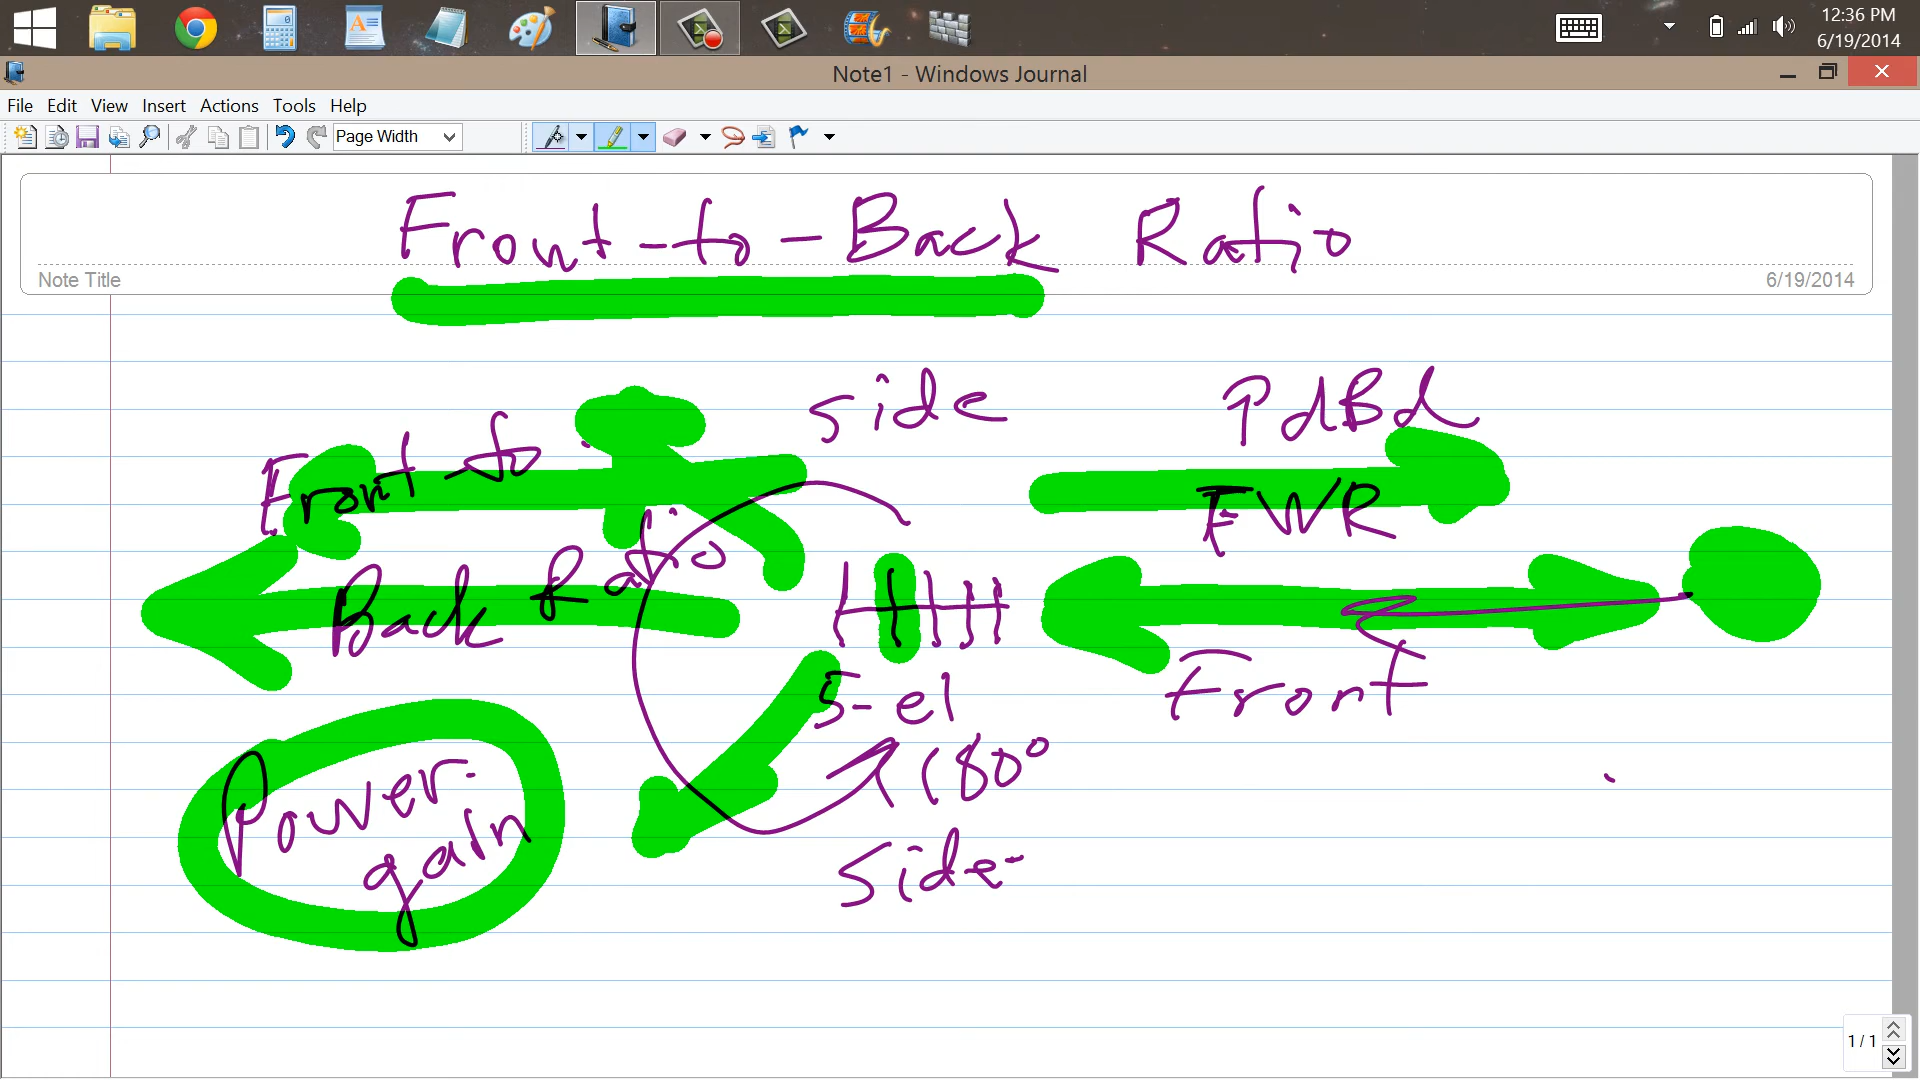 12:36 PM
6/19/2014
Note1 - Windows Journal
File Edit View Insert Actions Tools Help
Page Width
Front-to-Back Ratio
Note Title
6/19/2014
side
PdBd
Front-to
FWR
Back Ratio
5-el
Front
180°
Power
gain
side
1 / 1